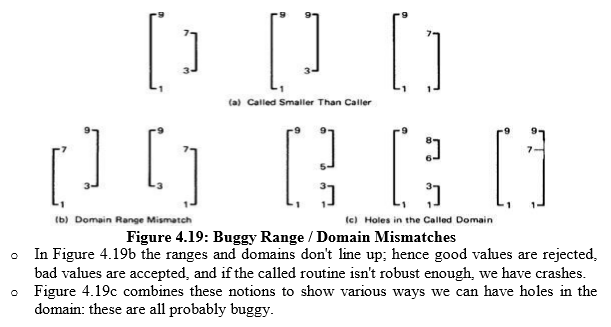 9 9 9 9
7 7
3 3
1 1 1 1
(a) Called Smaller Than Caller
9 9 9 9 9 9 9
8
7 7 7
6
5
3 3 3 3
1 1 1 1 1 1 1 1
(b) Domain Range Mismatch (c) Holes in the Called Domain
Figure 4.19: Buggy Range / Domain Mismatches
o In Figure 4.19b the ranges and domains don't line up; hence good values are rejected,
bad values are accepted, and if the called routine isn't robust enough, we have crashes.
o Figure 4.19c combines these notions to show various ways we can have holes in the
domain: these are all probably buggy.